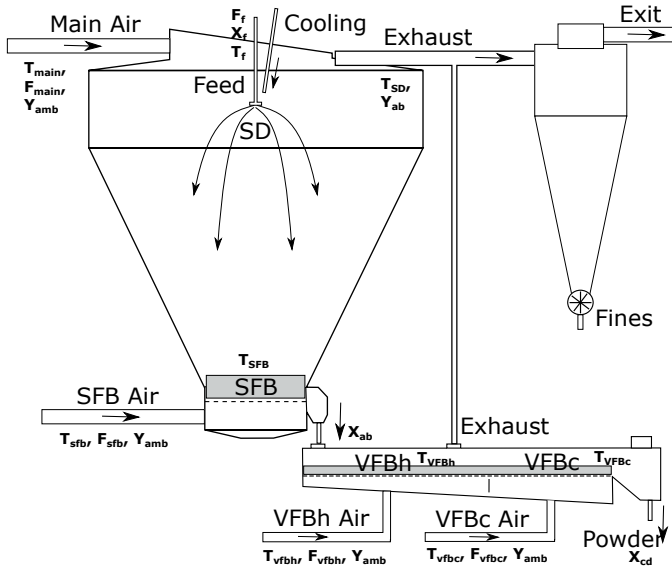 Main Air
T_main,
F_main,
Y_amb
F_f
X_f
T_f
Cooling
Feed
SD
T_SD,
Y_ab
Exhaust
Exit
Fines
T_SFB
SFB
SFB Air
T_sfb, F_sfb, Y_amb
X_ab
Exhaust
VFBh
T_VFBh
VFBc
T_VFBc
VFBh Air
T_vfbh, F_vfbh, Y_amb
VFBc Air
T_vfbc, F_vfbc, Y_amb
Powder
X_cd